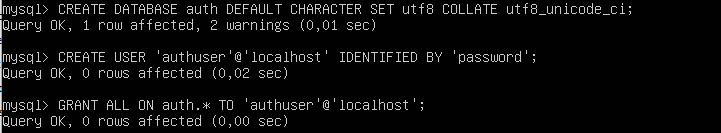 mysql> CREATE DATABASE auth DEFAULT CHARACTER SET utf8 COLLATE utf8_unicode_ci;
Query OK, 1 row affected, 2 warnings (0,01 sec)
mysql> CREATE USER 'authuser'@'localhost' IDENTIFIED BY 'password';
Query OK, 0 rows affected (0,02 sec)
mysql> GRANT ALL ON auth.* TO 'authuser'@'localhost';
Query OK, 0 rows affected (0,00 sec)